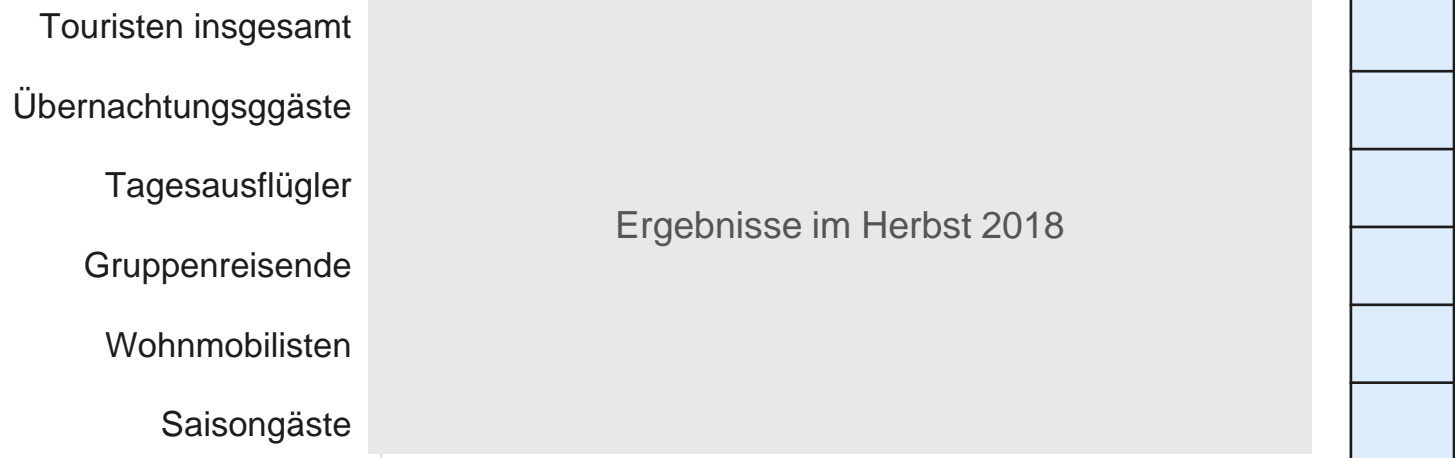 Touristen insgesamt
Übernachtungsggäste
Tagesausflügler
Ergebnisse im Herbst 2018
Gruppenreisende
Wohnmobilisten
Saisongäste